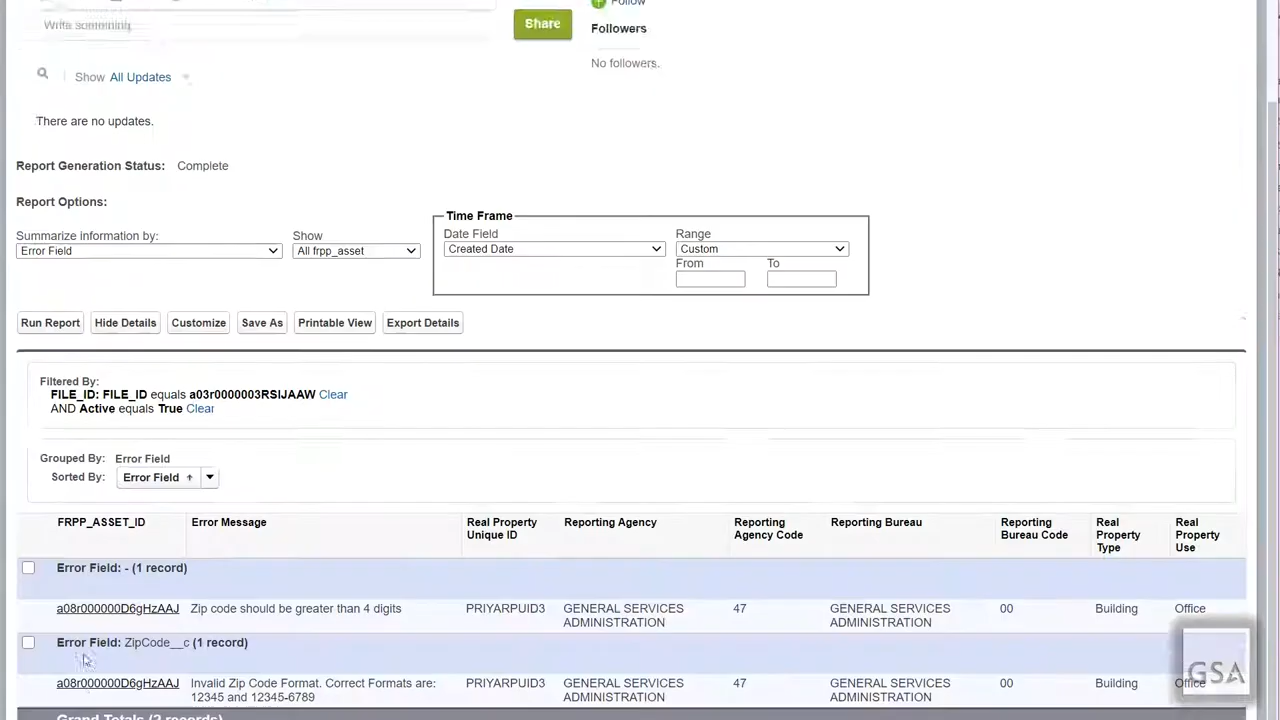 Follow
Write something
Share
Followers
No followers.
Show All Updates
There are no updates.
Report Generation Status: Complete
Report Options:
Time Frame
Summarize information by:
Show
Date Field
Range
Error Field
All frpp_asset
Created Date
Custom
From
To
Run Report
Hide Details
Customize
Save As
Printable View
Export Details
Filtered By:
FILE_ID: FILE_ID equals a03r0000003RSIJAAW Clear
AND Active equals True Clear
Grouped By: Error Field
Sorted By: Error Field ↑
FRPP_ASSET_ID
Error Message
Real Property
Unique ID
Reporting Agency
Reporting
Agency Code
Reporting Bureau
Reporting
Bureau Code
Real
Property
Type
Real
Property
Use
Error Field: - (1 record)
a08r000000D6gHzAAJ Zip code should be greater than 4 digits PRIYARPUID3 GENERAL SERVICES 47 GENERAL SERVICES 00 Building Office
ADMINISTRATION ADMINISTRATION
Error Field: ZipCode__c (1 record)
a08r000000D6gHzAAJ Invalid Zip Code Format. Correct Formats are: PRIYARPUID3 GENERAL SERVICES 47 GENERAL SERVICES 00 Building Office
12345 and 12345-6789 ADMINISTRATION ADMINISTRATION
Grand Totals (2 records)
GSA